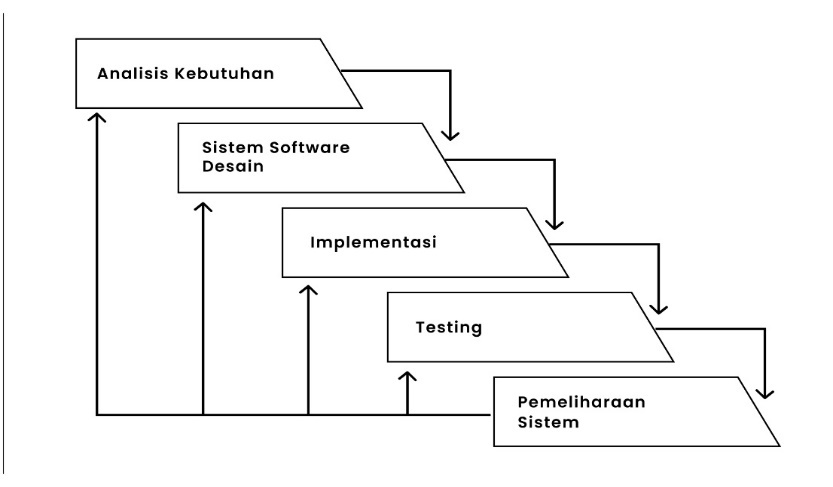 Analisis Kebutuhan
Sistem Software
Desain
Implementasi
Testing
Pemeliharaan
Sistem